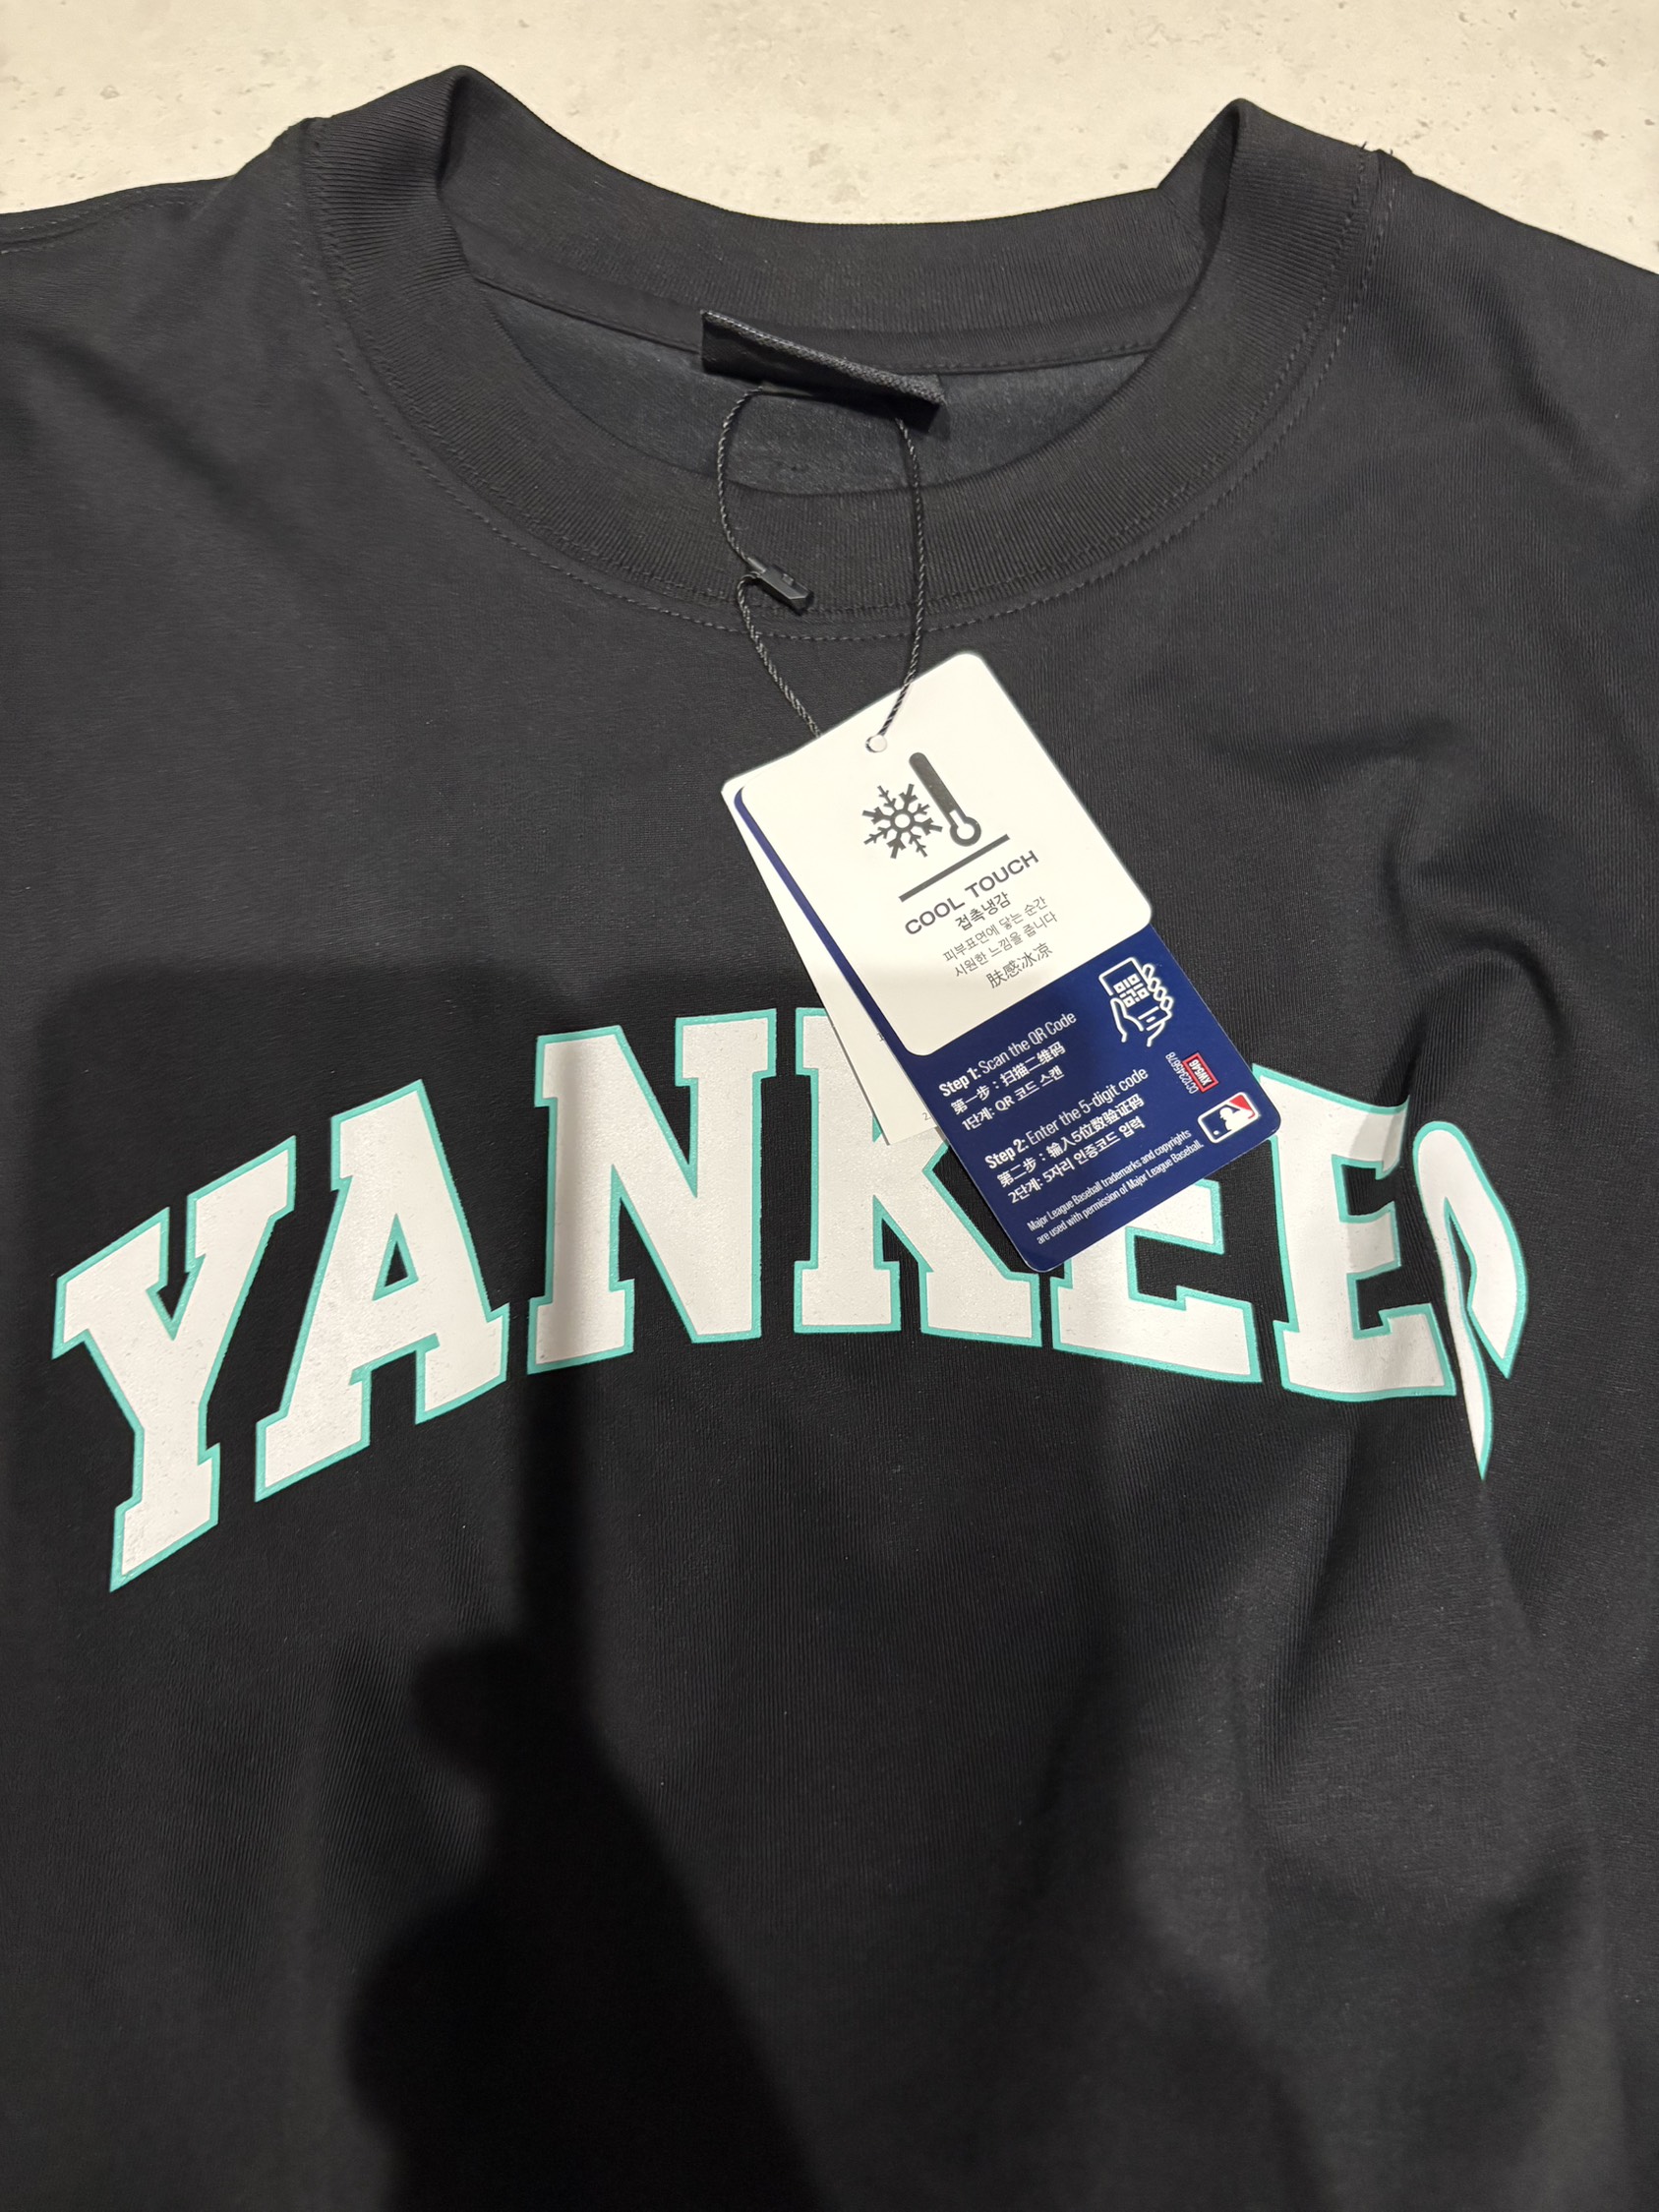 COOL TOUCH
접촉냉감
피부표면에 닿는 순간
시원한 느낌을 줍니다
肤感冰凉
Step 1: Scan the QR Code
第一步：扫描二维码
1단계: QR 코드 스캔
CC12345678
XN546
Step 2: Enter the 5-digit code
第二步：输入5位数验证码
2단계: 5자리 인증코드 입력
Major League Baseball trademarks and copyrights
are used with permission of Major League Baseball.
YANKEES